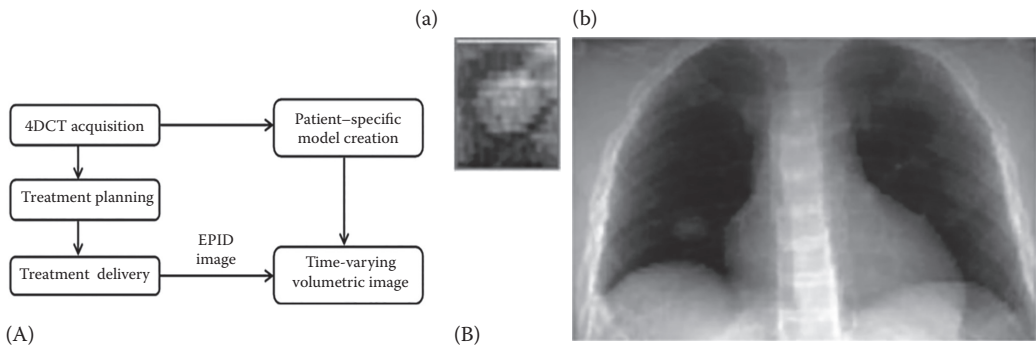 (a)
(b)
4DCT acquisition
Patient–specific
model creation
Treatment planning
EPID
image
Treatment delivery
Time-varying
volumetric image
(A)
(B)